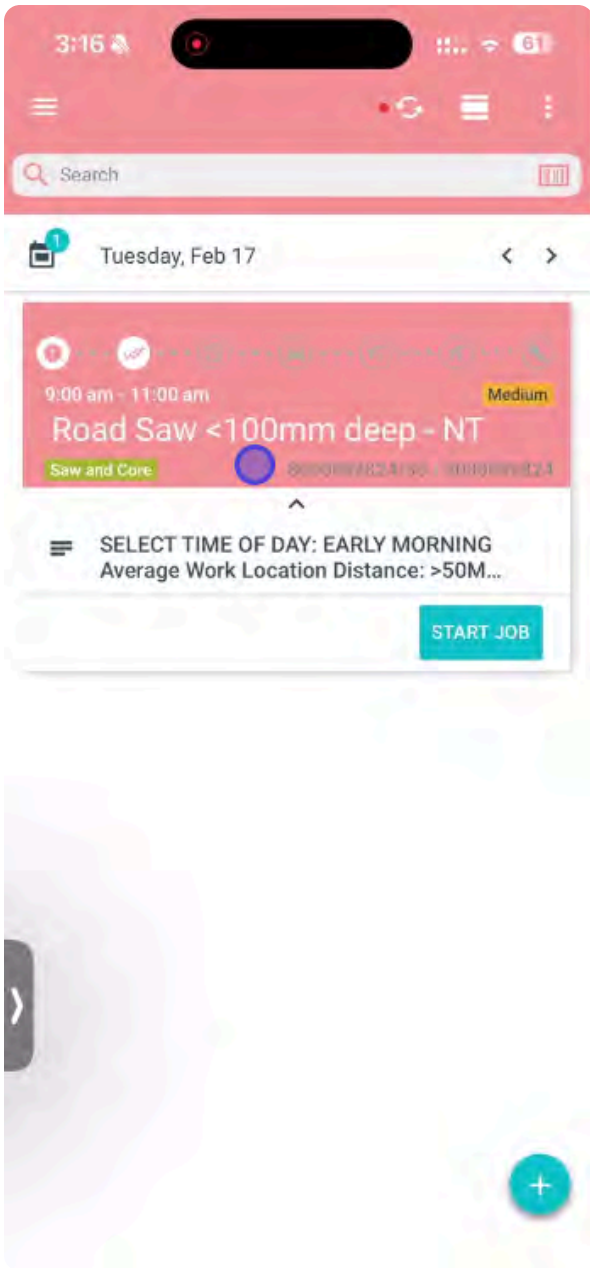 3:16
61
Search
1
Tuesday, Feb 17
9:00 am - 11:00 am
Medium
Road Saw <100mm deep - NT
Saw and Core
SELECT TIME OF DAY: EARLY MORNING
Average Work Location Distance: >50M...
START JOB